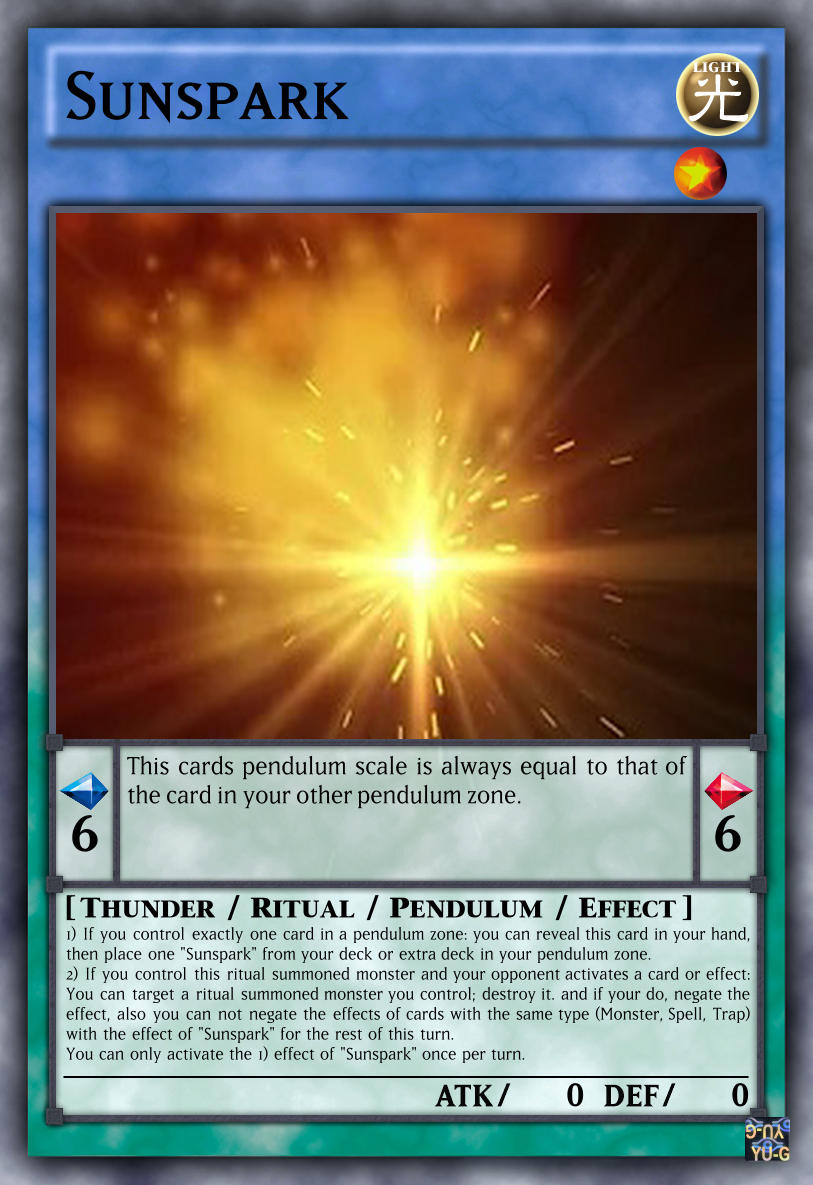 Sunspark
LIGHT
光
This cards pendulum scale is always equal to that of
the card in your other pendulum zone.
6
6
[ Thunder / Ritual / Pendulum / Effect ]
1) If you control exactly one card in a pendulum zone: you can reveal this card in your hand,
then place one "Sunspark" from your deck or extra deck in your pendulum zone.
2) If you control this ritual summoned monster and your opponent activates a card or effect:
You can target a ritual summoned monster you control; destroy it. and if your do, negate the
effect, also you can not negate the effects of cards with the same type (Monster, Spell, Trap)
with the effect of "Sunspark" for the rest of this turn.
You can only activate the 1) effect of "Sunspark" once per turn.
ATK/ 0 DEF/ 0
YU-G
YU-G